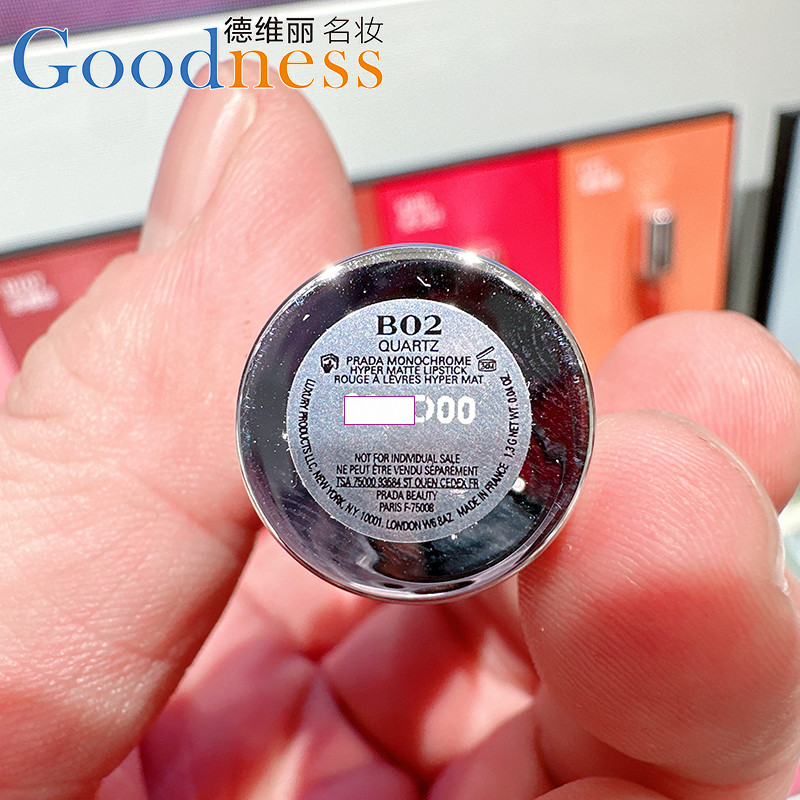 德维丽 名妆
Goodness
B02
QUARTZ
PRADA MONOCHROME
HYPER MATTE LIPSTICK
ROUGE À LÈVRES HYPER MAT
00
NOT FOR INDIVIDUAL SALE
NE PEUT ÊTRE VENDU SÉPARÉMENT
TSA 75000 93584 ST OUEN CEDEX FR
PRADA BEAUTY
PARIS F-75008
LUXURY PRODUCTS LLC, NEW YORK, N.Y. 10001. LONDON W6 8AZ. MADE IN FRANCE 1,3 G NET WT. 0.04 OZ.